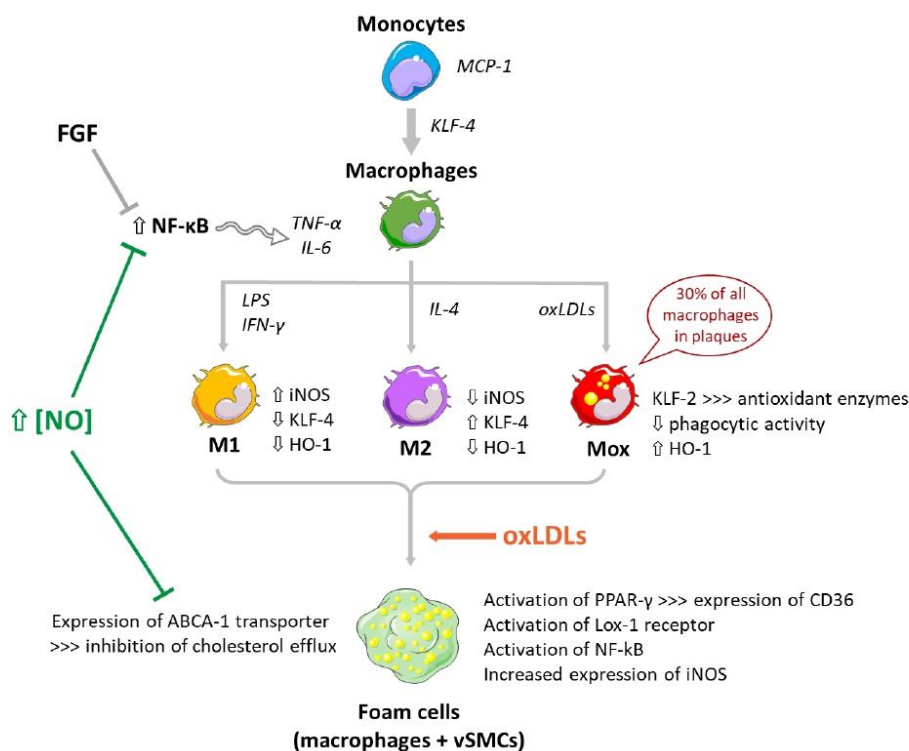 Monocytes
MCP-1
KLF-4
FGF
Macrophages
⇧ NF-κB
TNF-α
IL-6
LPS
IFN-γ
IL-4
oxLDLs
30% of all
macrophages
in plaques
⇧ [NO]
⇧ iNOS
⇩ KLF-4
⇩ HO-1
M1
⇩ iNOS
⇧ KLF-4
⇩ HO-1
M2
KLF-2 >>> antioxidant enzymes
⇩ phagocytic activity
⇧ HO-1
Mox
oxLDLs
Expression of ABCA-1 transporter
>>> inhibition of cholesterol efflux
Activation of PPAR-γ >>> expression of CD36
Activation of Lox-1 receptor
Activation of NF-kB
Increased expression of iNOS
Foam cells
(macrophages + vSMCs)